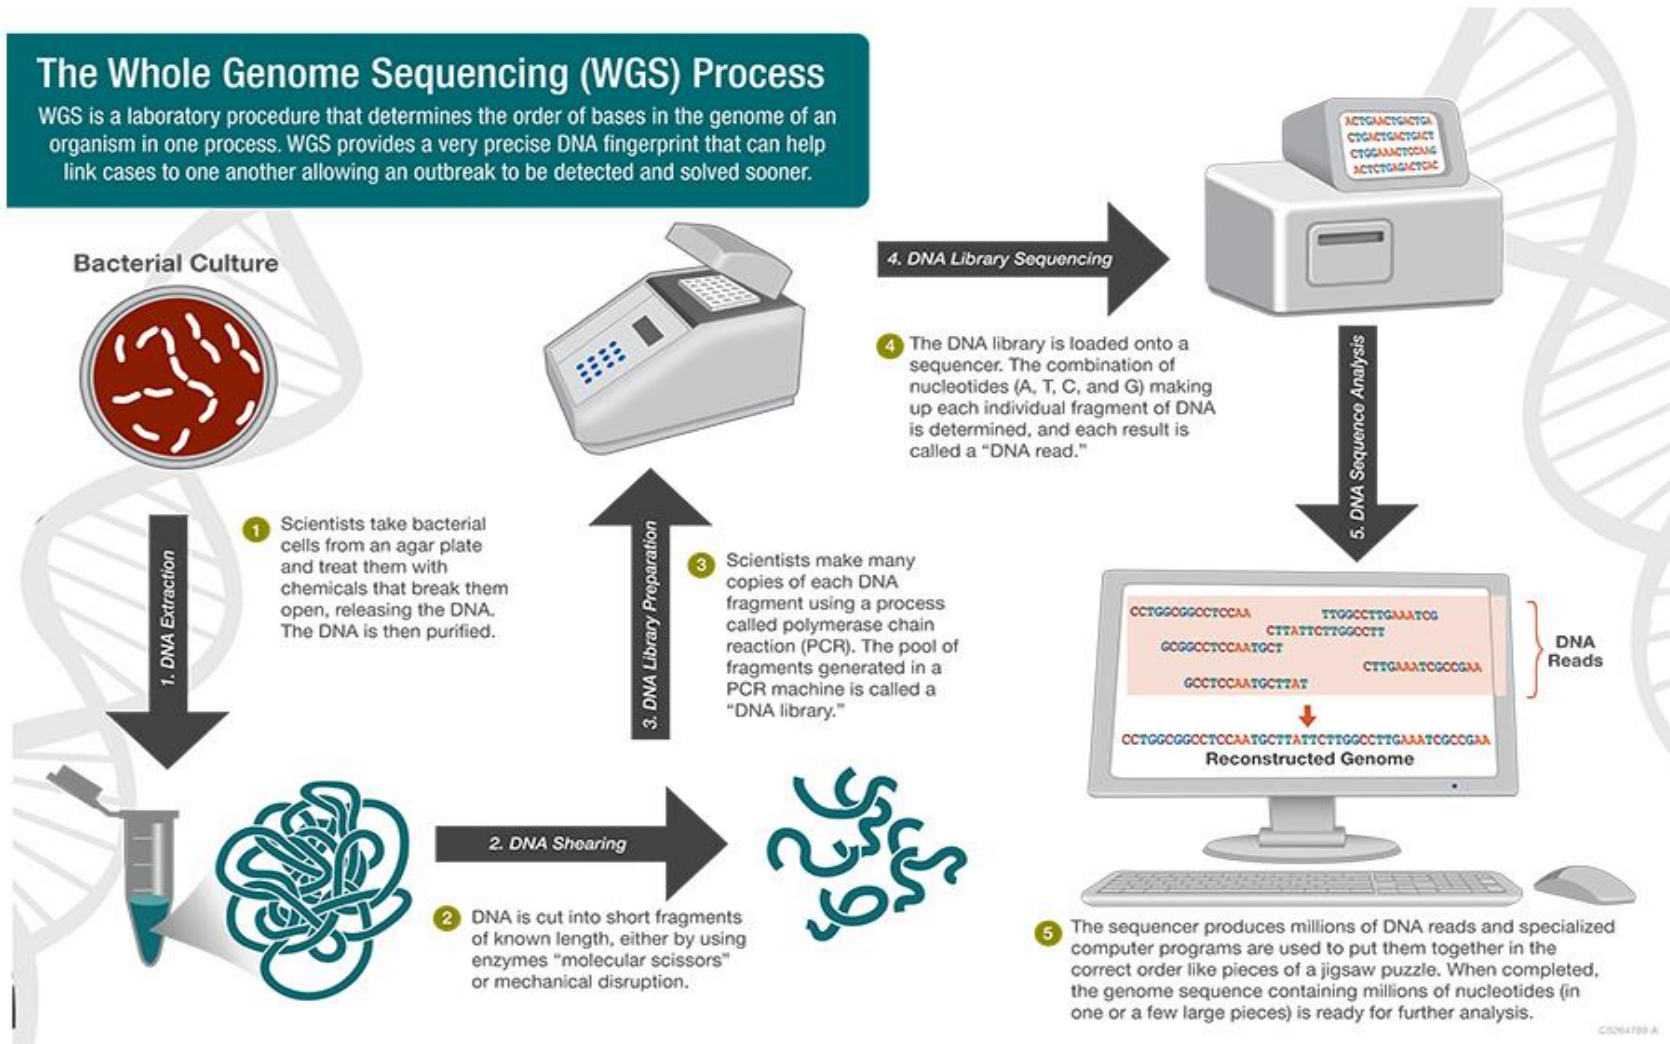 The Whole Genome Sequencing (WGS) Process
WGS is a laboratory procedure that determines the order of bases in the genome of an
organism in one process. WGS provides a very precise DNA fingerprint that can help
link cases to one another allowing an outbreak to be detected and solved sooner.
Bacterial Culture
1. DNA Extraction
1
Scientists take bacterial
cells from an agar plate
and treat them with
chemicals that break them
open, releasing the DNA.
The DNA is then purified.
2. DNA Shearing
2
DNA is cut into short fragments
of known length, either by using
enzymes “molecular scissors”
or mechanical disruption.
3. DNA Library Preparation
3
Scientists make many
copies of each DNA
fragment using a process
called polymerase chain
reaction (PCR). The pool of
fragments generated in a
PCR machine is called a
“DNA library.”
4. DNA Library Sequencing
4
The DNA library is loaded onto a
sequencer. The combination of
nucleotides (A, T, C, and G) making
up each individual fragment of DNA
is determined, and each result is
called a “DNA read.”
ACTGAACTGACTGA
CTGACTGACTGACT
CTGGAAACTCCAAG
ACTCTGAGACTGAC
5. DNA Sequence Analysis
CCTGGCGGCCTCCAA
TTGGCCTTGAAATCG
CTTATTCTTGGCCTT
GCGGCCTCCAATGCT
CTTGAAATCGCCGAA
GCCTCCAATGCTTAT
DNA
Reads
CCTGGCGGCCTCCAATGCTTATTCTTGGCCTTGAAATCGCCGAA
Reconstructed Genome
5
The sequencer produces millions of DNA reads and specialized
computer programs are used to put them together in the
correct order like pieces of a jigsaw puzzle. When completed,
the genome sequence containing millions of nucleotides (in
one or a few large pieces) is ready for further analysis.